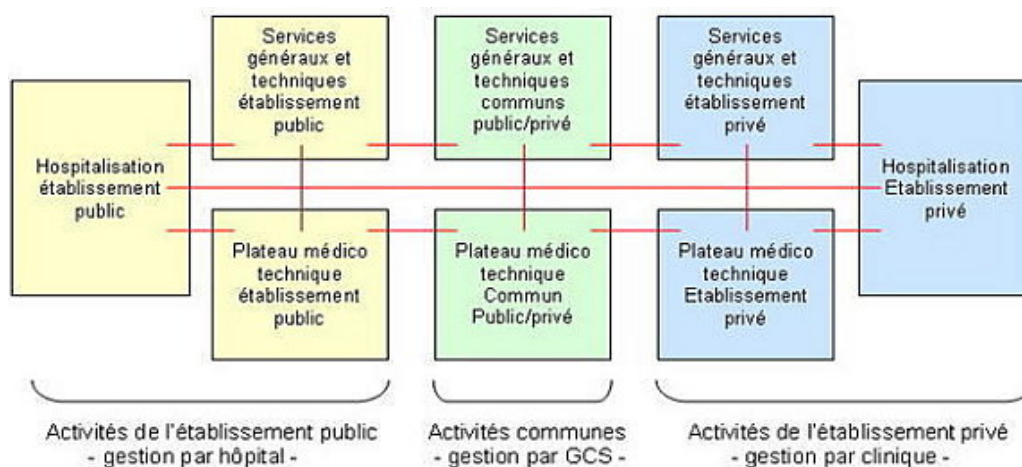 Services
généraux et
techniques
établissement
public
Services
généraux et
techniques
communs
public/privé
Services
généraux et
techniques
établissement
privé
Hospitalisation
établissement
public
Hospitalisation
Etablissement
privé
Plateau médico
technique
établissement
public
Plateau médico
technique
Commun
Public/privé
Plateau médico
technique
Etablissement
privé
Activités de l'établissement public
- gestion par hôpital -
Activités communes
- gestion par GCS -
Activités de l'établissement privé
- gestion par clinique -